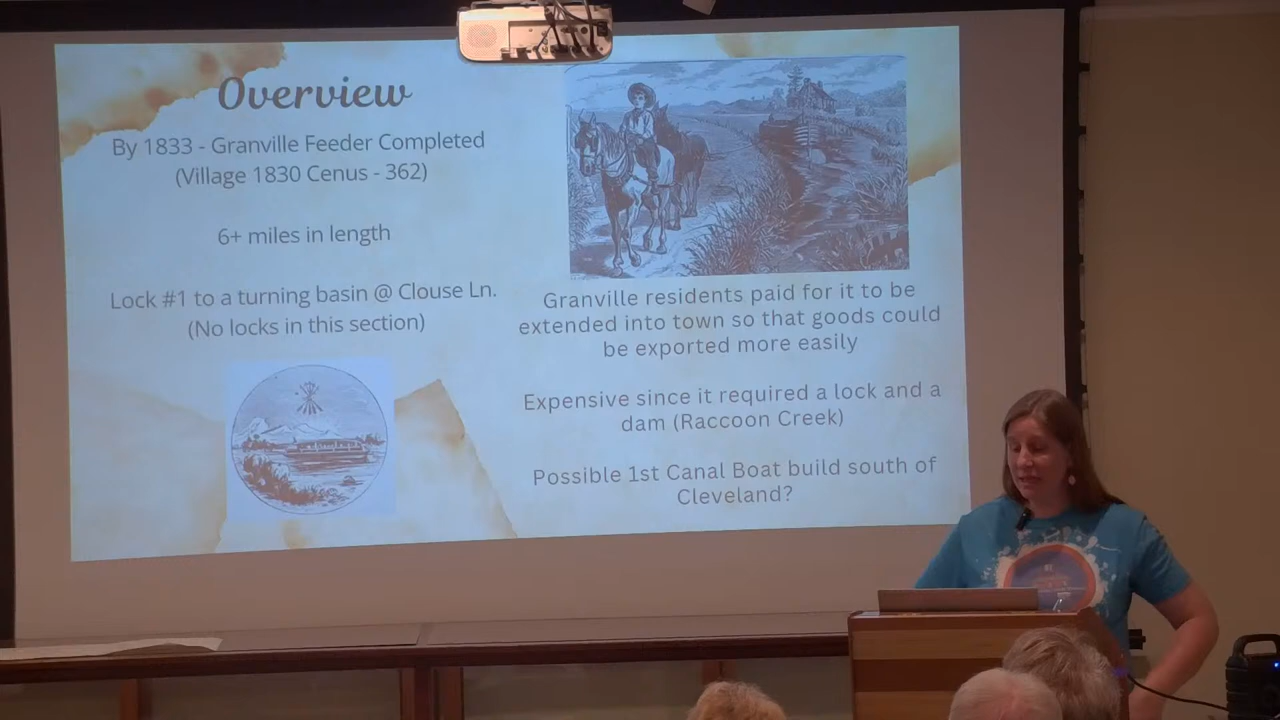 Overview
By 1833 - Granville Feeder Completed
(Village 1830 Cenus - 362)
6+ miles in length
Lock #1 to a turning basin @ Clouse Ln.
(No locks in this section)
Granville residents paid for it to be
extended into town so that goods could
be exported more easily
Expensive since it required a lock and a
dam (Raccoon Creek)
Possible 1st Canal Boat build south of
Cleveland?